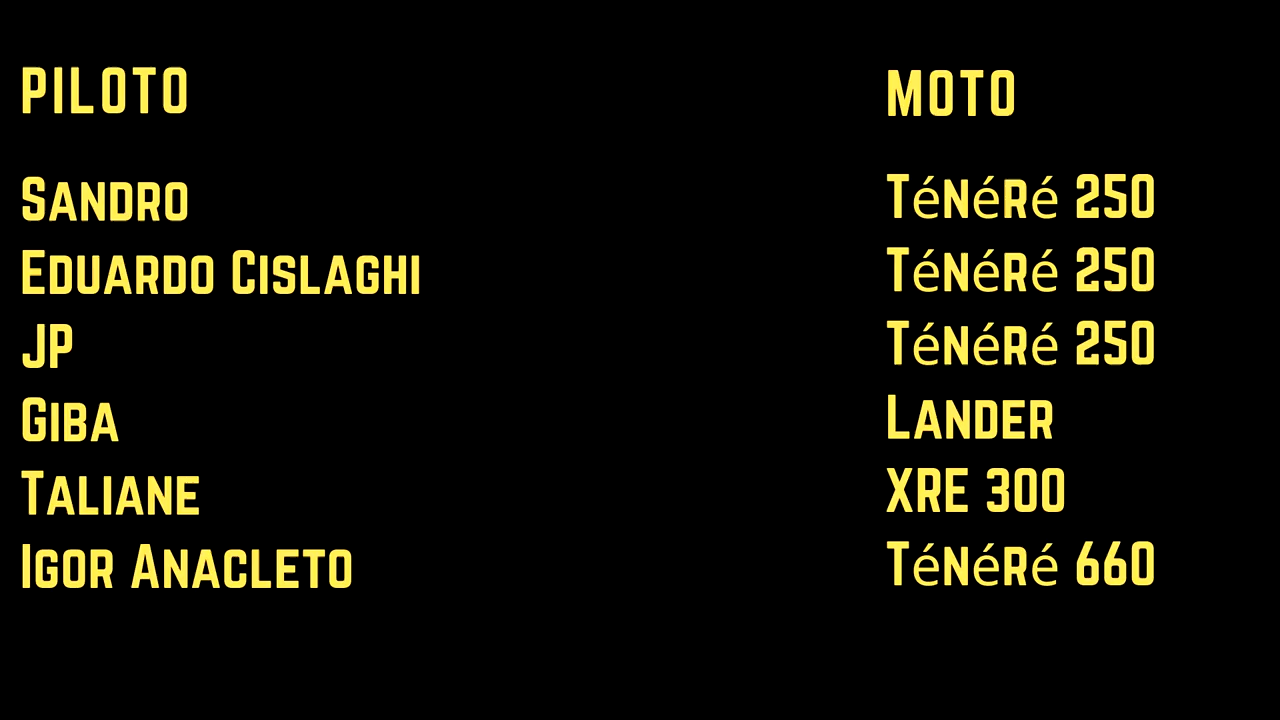 PILOTO MOTO
Sandro Ténéré 250
Eduardo Cislaghi Ténéré 250
JP Ténéré 250
Giba Lander
Taliane XRE 300
Igor Anacleto Ténéré 660